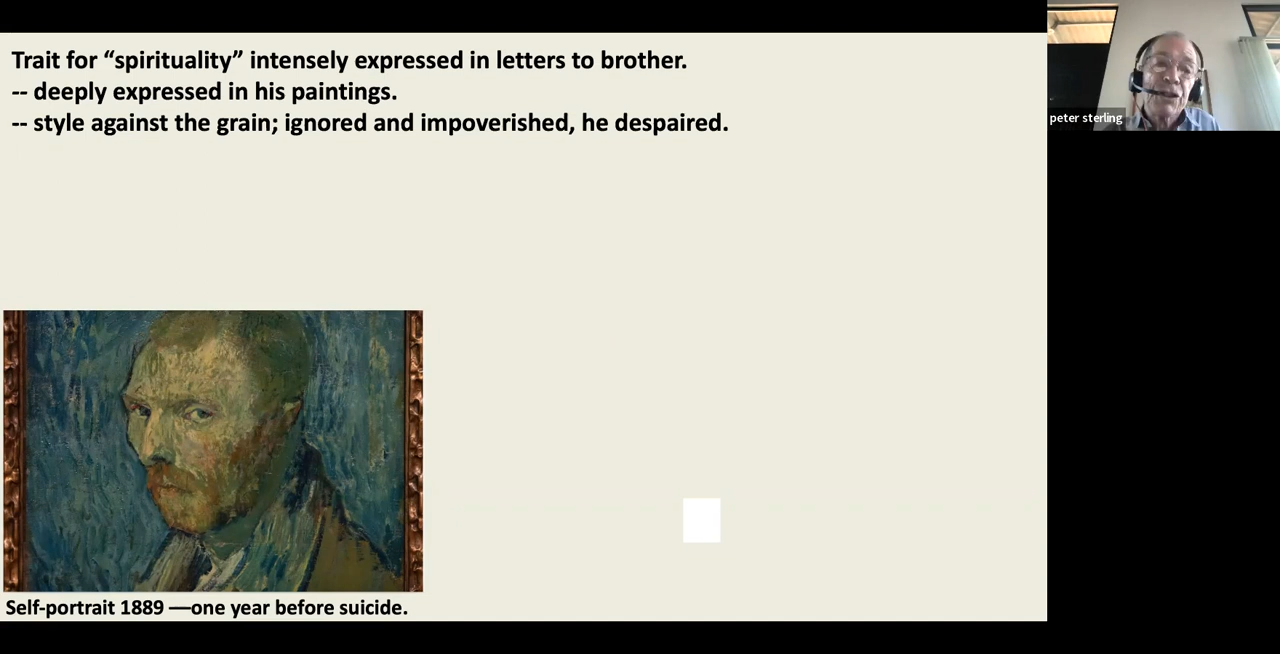 Trait for “spirituality” intensely expressed in letters to brother.
-- deeply expressed in his paintings.
-- style against the grain; ignored and impoverished, he despaired.
peter sterling
Self-portrait 1889 —one year before suicide.